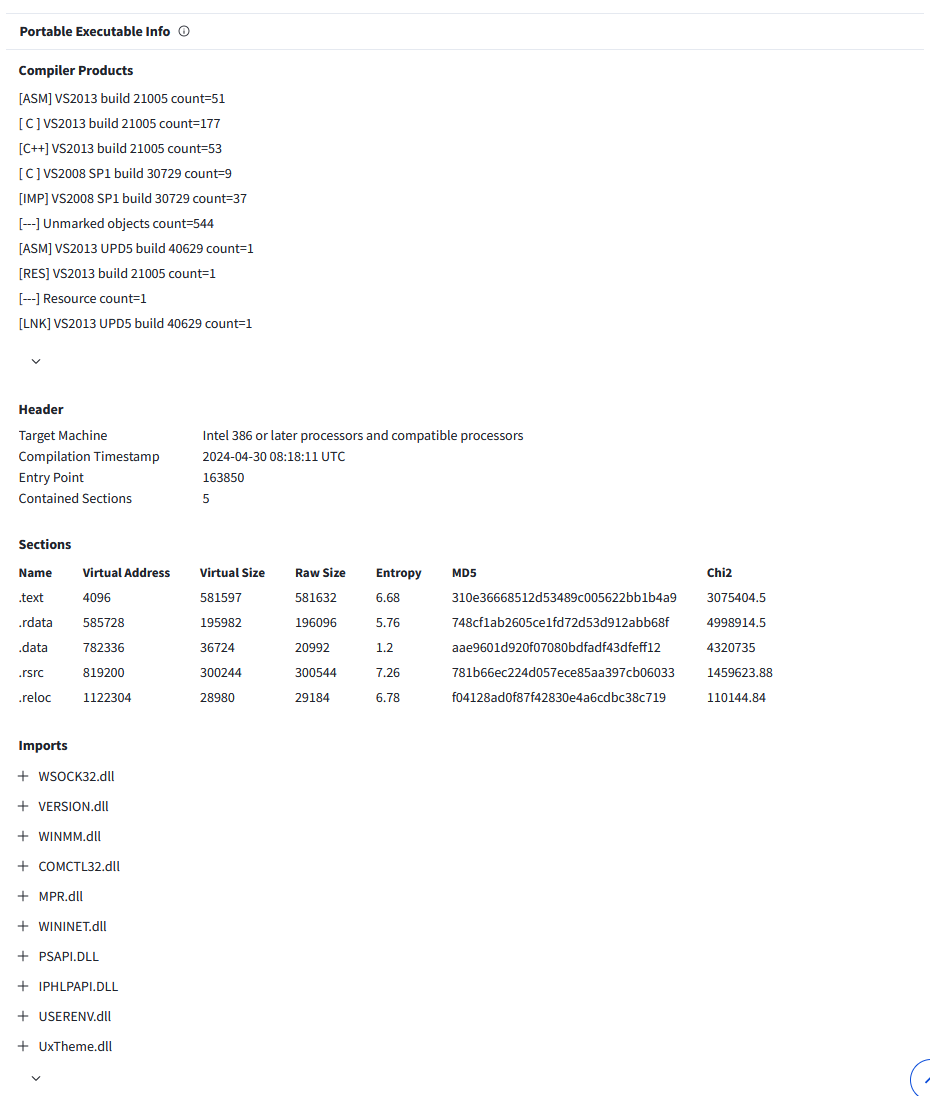 Portable Executable Info
Compiler Products
[ASM] VS2013 build 21005 count=51
[ C ] VS2013 build 21005 count=177
[C++] VS2013 build 21005 count=53
[ C ] VS2008 SP1 build 30729 count=9
[IMP] VS2008 SP1 build 30729 count=37
[---] Unmarked objects count=544
[ASM] VS2013 UPD5 build 40629 count=1
[RES] VS2013 build 21005 count=1
[---] Resource count=1
[LNK] VS2013 UPD5 build 40629 count=1
Header
Target Machine Intel 386 or later processors and compatible processors
Compilation Timestamp 2024-04-30 08:18:11 UTC
Entry Point 163850
Contained Sections 5
Sections
Name Virtual Address Virtual Size Raw Size Entropy MD5 Chi2
.text 4096 581597 581632 6.68 310e36668512d53489c005622bb1b4a9 3075404.5
.rdata 585728 195982 196096 5.76 748cf1ab2605ce1fd72d53d912abb68f 4998914.5
.data 782336 36724 20992 1.2 aae9601d920f07080bdfadf43dfeff12 4320735
.rsrc 819200 300244 300544 7.26 781b66ec224d057ece85aa397cb06033 1459623.88
.reloc 1122304 28980 29184 6.78 f04128ad0f87f42830e4a6cdbc38c719 110144.84
Imports
WSOCK32.dll
VERSION.dll
WINMM.dll
COMCTL32.dll
MPR.dll
WININET.dll
PSAPI.DLL
IPHLPAPI.DLL
USERENV.dll
UxTheme.dll